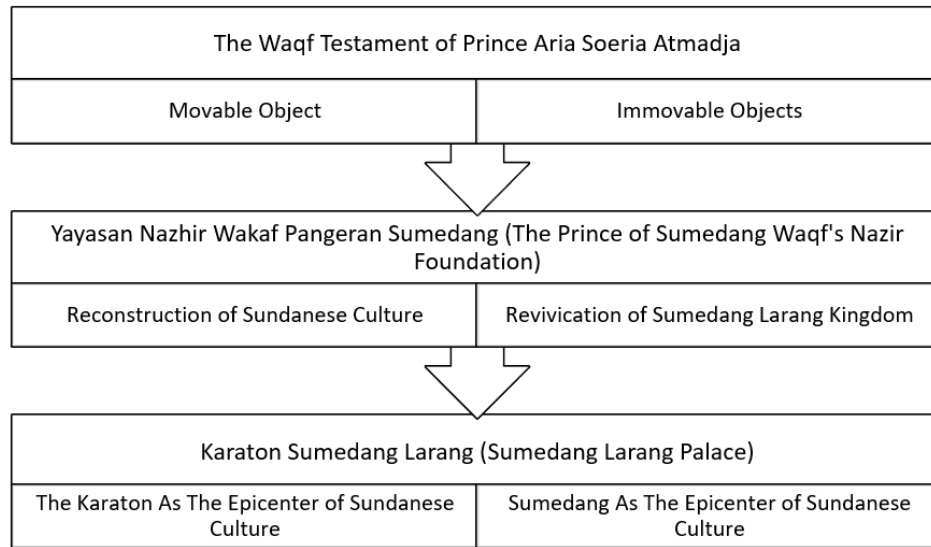 The Waqf Testament of Prince Aria Soeria Atmadja
Movable Object
Immovable Objects
Yayasan Nazhir Wakaf Pangeran Sumedang (The Prince of Sumedang Waqf's Nazir
Foundation)
Reconstruction of Sundanese Culture
Revivication of Sumedang Larang Kingdom
Karaton Sumedang Larang (Sumedang Larang Palace)
The Karaton As The Epicenter of Sundanese
Culture
Sumedang As The Epicenter of Sundanese
Culture